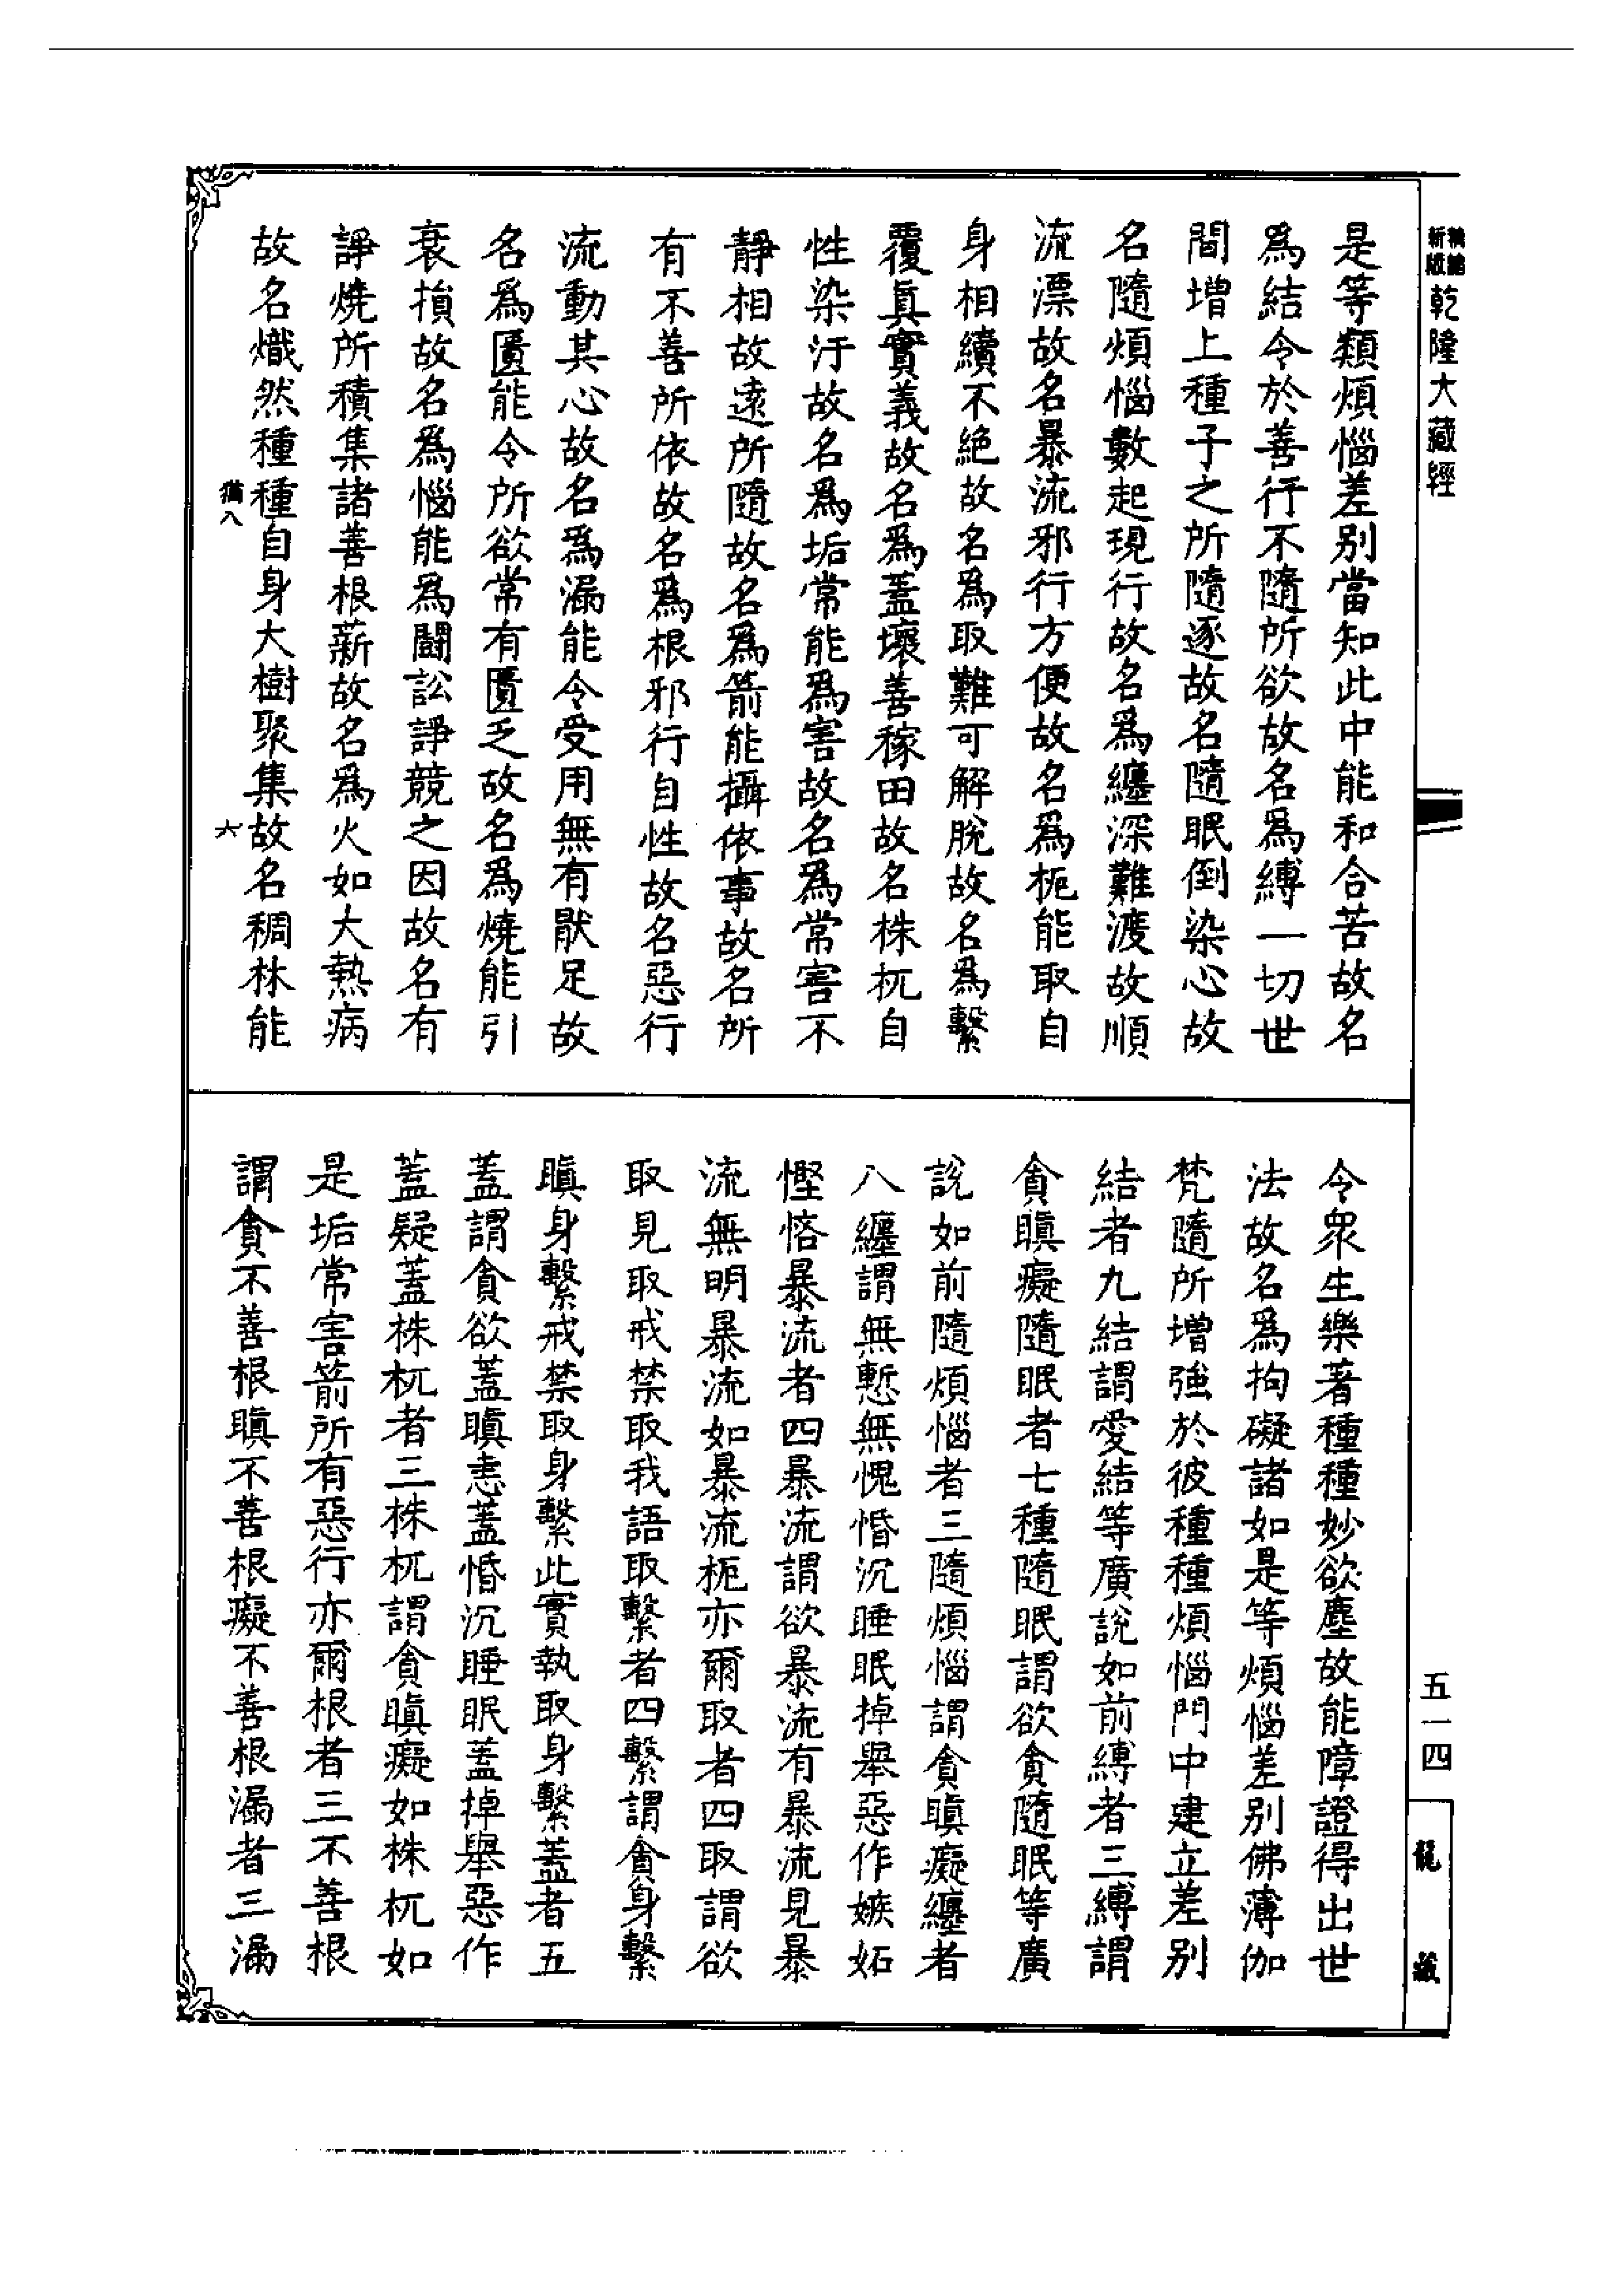 新版
精縮
乾隆大藏經
是等類煩惱差別當知此中能和合苦故名
爲結令於善行不隨所欲故名爲縛一切世
間增上種子之所隨逐故名隨眠倒染心故
名隨煩惱數起現行故名爲纏深難渡故順
流漂故名暴流邪行方便故名爲枙能取自
身相續不絕故名爲取難可解脫故名爲繫
覆眞實義故名爲蓋壞善稼田故名株杌自
性染汙故名爲垢常能爲害故名爲常害不
靜相故遠所隨故名爲箭能攝依事故名所
有不善所依故名爲根邪行自性故名惡行
流動其心故名爲漏能令受用無有猒足故
名爲匱能令所欲常有匱乏故名爲燒能引
衰損故名爲惱能爲鬪訟諍競之因故名有
諍燒所積集諸善根薪故名爲火如大熱病
故名熾然種種自身大樹聚集故名稠林能
猶八
六
令衆生樂著種種妙欲塵故能障證得出世
法故名爲拘礙諸如是等煩惱差別佛薄伽
梵隨所增強於彼種種煩惱門中建立差別
結者九結謂愛結等廣說如前縛者三縛謂
貪瞋癡隨眠者七種隨眠謂欲貪隨眠等廣
說如前隨煩惱者三隨煩惱謂貪瞋癡纏者
八纏謂無慙無愧惛沉睡眠掉舉惡作嫉妬
慳悋暴流者四暴流謂欲暴流有暴流見暴
流無明暴流如暴流枙亦爾取者四取謂欲
取見取戒禁取我語取繫者四繫謂貪身繫
瞋身繫戒禁取身繫此實執取身繫蓋者五
蓋謂貪欲蓋瞋恚蓋惛沉睡眠蓋掉舉惡作
蓋疑蓋株杌者三株杌謂貪瞋癡如株杌如
是垢常害箭所有惡行亦爾根者三不善根
謂貪不善根瞋不善根癡不善根漏者三漏
五一四
龍藏